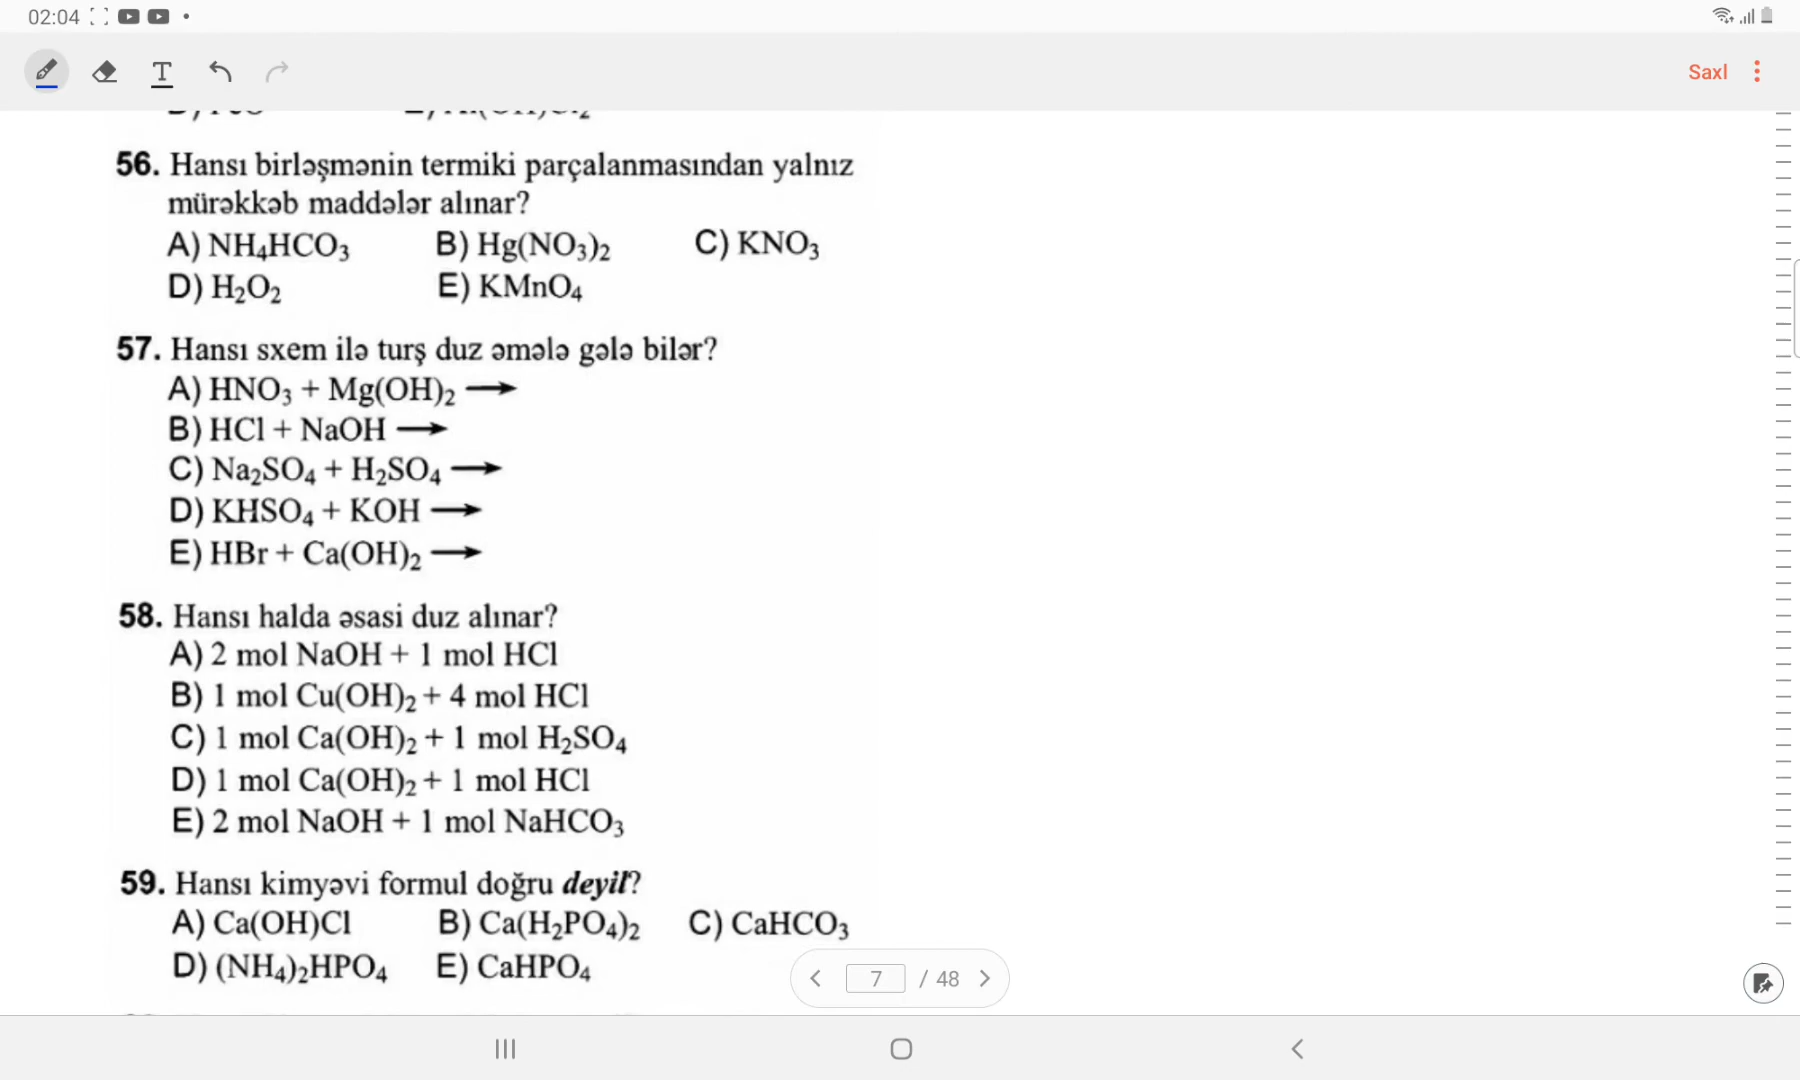 02:04
T
Saxl
56. Hansı birləşmənin termiki parçalanmasından yalnız
mürəkkəb maddələr alınar?
A) NH₄HCO₃ B) Hg(NO₃)₂ C) KNO₃
D) H₂O₂ E) KMnO₄
57. Hansı sxem ilə turş duz əmələ gələ bilər?
A) HNO₃ + Mg(OH)₂ ⟶
B) HCl + NaOH ⟶
C) Na₂SO₄ + H₂SO₄ ⟶
D) KHSO₄ + KOH ⟶
E) HBr + Ca(OH)₂ ⟶
58. Hansı halda əsasi duz alınar?
A) 2 mol NaOH + 1 mol HCl
B) 1 mol Cu(OH)₂ + 4 mol HCl
C) 1 mol Ca(OH)₂ + 1 mol H₂SO₄
D) 1 mol Ca(OH)₂ + 1 mol HCl
E) 2 mol NaOH + 1 mol NaHCO₃
59. Hansı kimyəvi formul doğru deyil?
A) Ca(OH)Cl B) Ca(H₂PO₄)₂ C) CaHCO₃
D) (NH₄)₂HPO₄ E) CaHPO₄
7 / 48